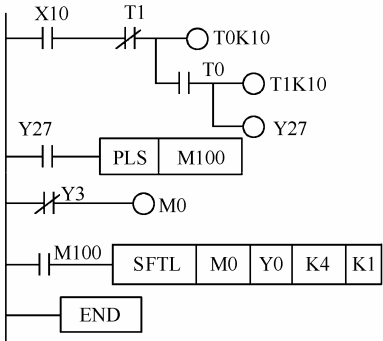 X10 T1 T0K10
T0 T1K10
Y27 Y27
PLS M100
Y3 M0
M100 SFTL M0 Y0 K4 K1
END